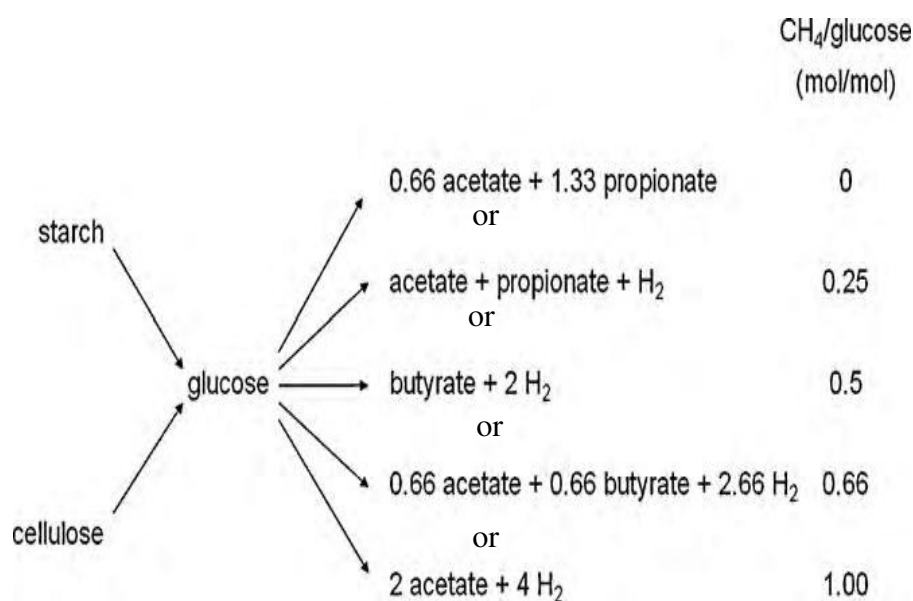 CH₄/glucose
(mol/mol)
0.66 acetate + 1.33 propionate 0
or
starch
acetate + propionate + H₂ 0.25
or
glucose butyrate + 2 H₂ 0.5
or
0.66 acetate + 0.66 butyrate + 2.66 H₂ 0.66
cellulose
or
2 acetate + 4 H₂ 1.00